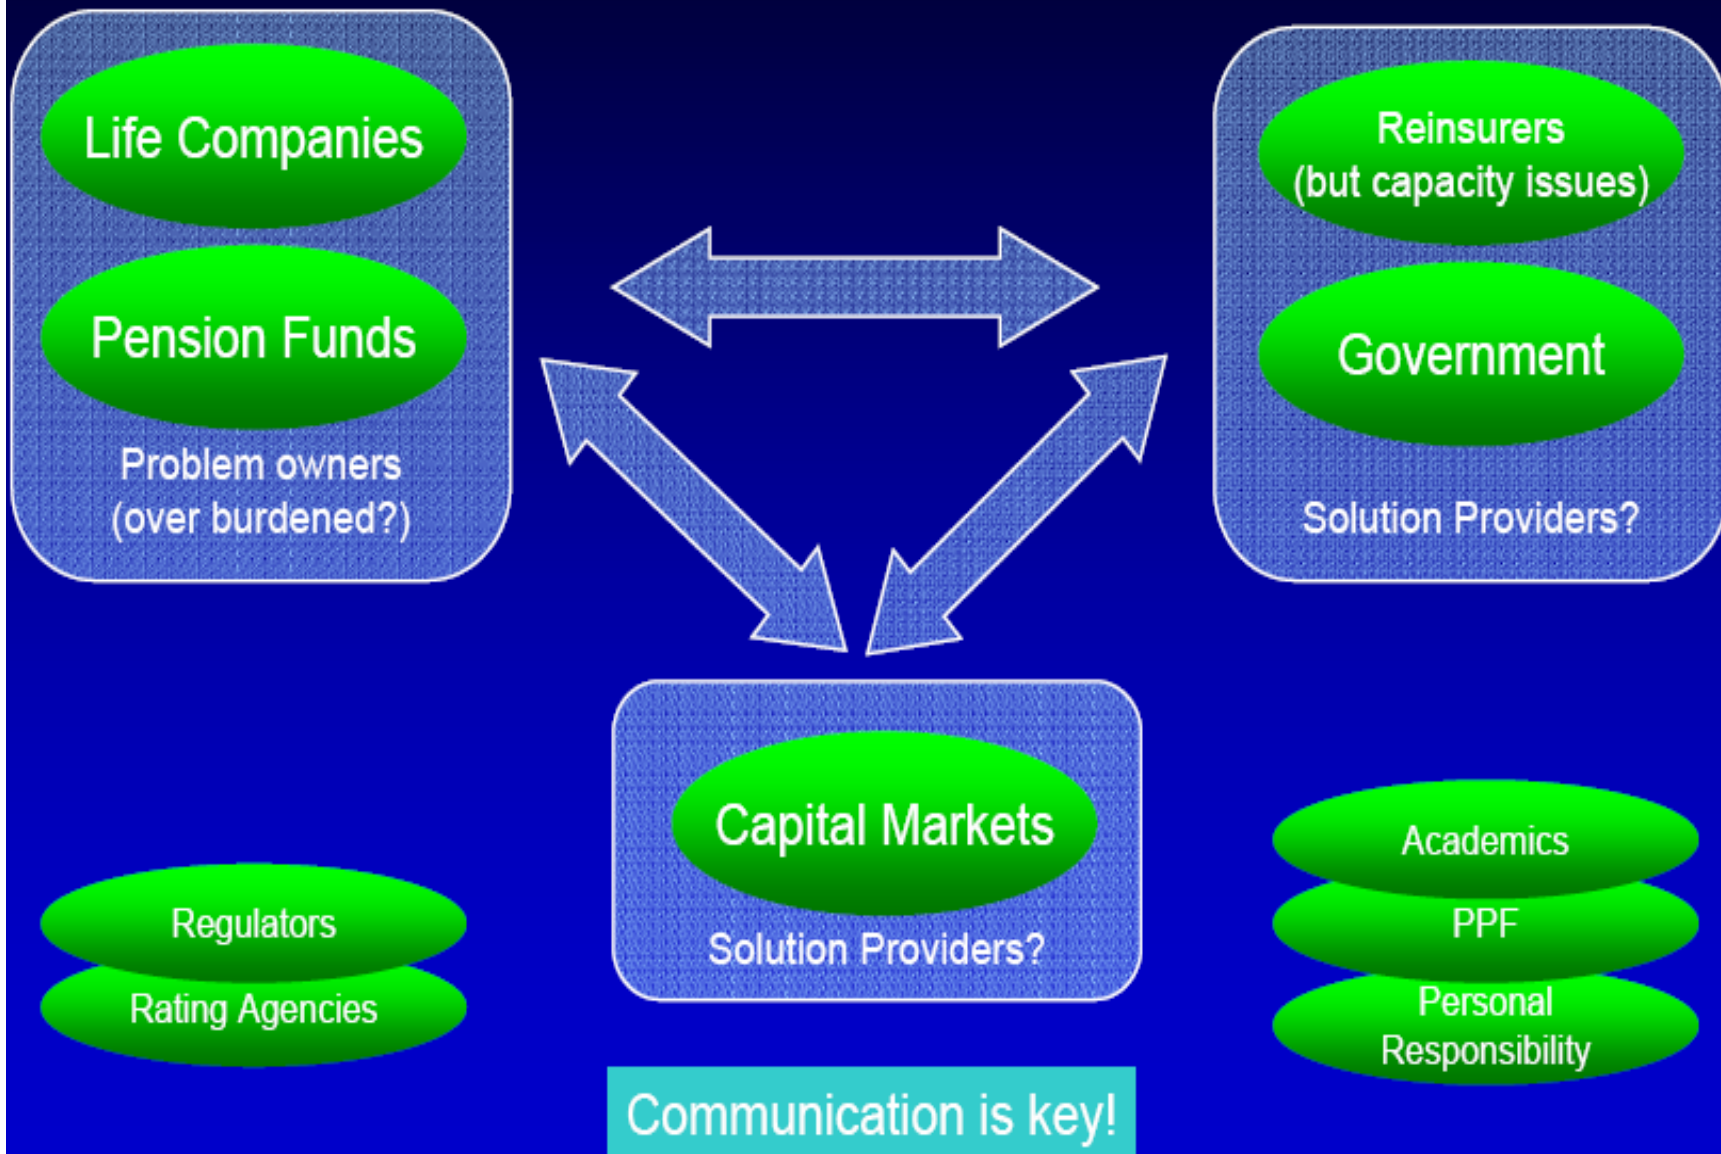 Life Companies
Pension Funds
Problem owners
(over burdened?)
Reinsurers
(but capacity issues)
Government
Solution Providers?
Capital Markets
Solution Providers?
Regulators
Rating Agencies
Academics
PPF
Personal
Responsibility
Communication is key!